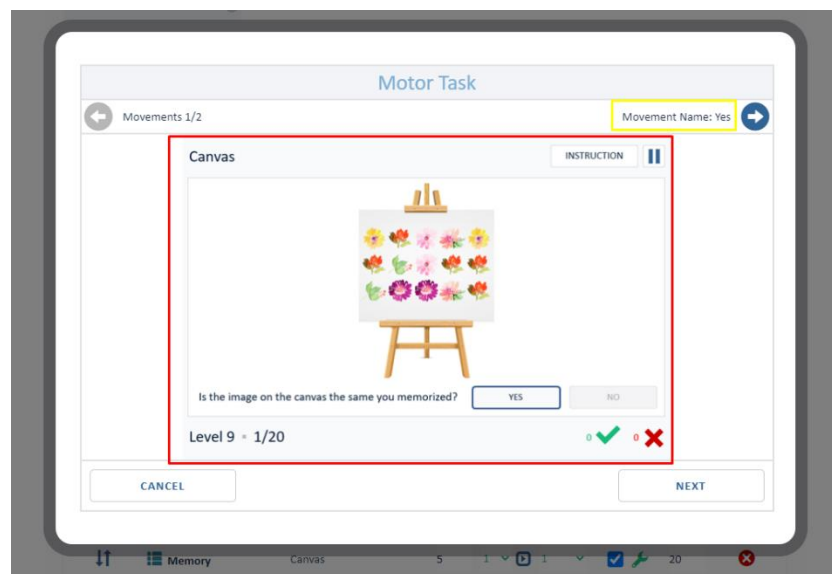 Motor Task
Movements 1/2
Movement Name: Yes
Canvas
INSTRUCTION
Is the image on the canvas the same you memorized?
YES
NO
Level 9 • 1/20
0
0
CANCEL
NEXT
Memory Canvas 5 1 1 20